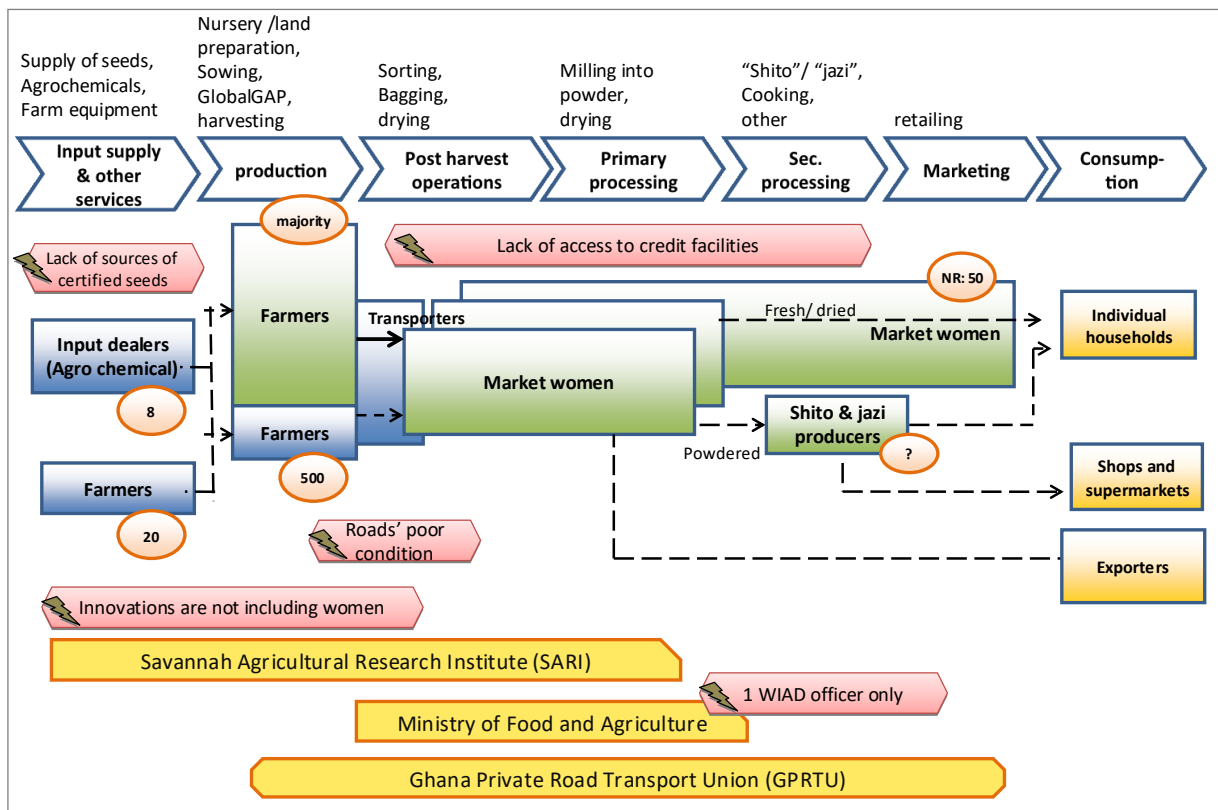 Supply of seeds,
Agrochemicals,
Farm equipment
Nursery /land
preparation,
Sowing,
GlobalGAP,
harvesting
Sorting,
Bagging,
drying
Milling into
powder,
drying
“Shito”/ “jazi”,
Cooking,
other
retailing
Input supply
& other
services
production
Post harvest
operations
Primary
processing
Sec.
processing
Marketing
Consump-
tion
majority
Lack of sources of
certified seeds
Lack of access to credit facilities
NR: 50
Farmers
Transporters
Fresh/ dried
Market women
Individual
households
Input dealers
(Agro chemical)
8
Market women
Farmers
500
Powdered
Shito & jazi
producers
?
Farmers
20
Shops and
supermarkets
Roads’ poor
condition
Exporters
Innovations are not including women
Savannah Agricultural Research Institute (SARI)
1 WIAD officer only
Ministry of Food and Agriculture
Ghana Private Road Transport Union (GPRTU)